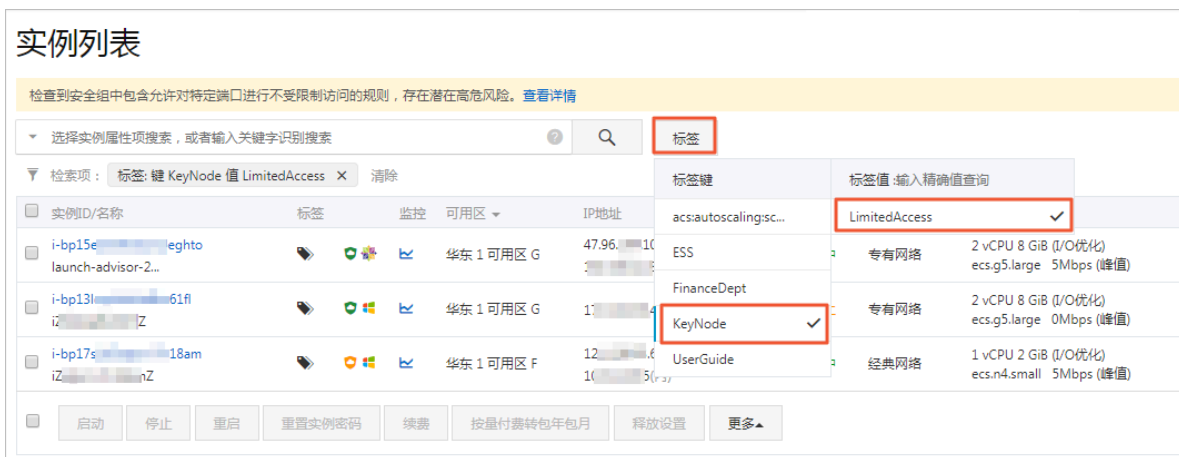 实例列表
检查到安全组中包含允许对特定端口进行不受限制访问的规则，存在潜在高危风险。查看详情
选择实例属性项搜索，或者输入关键字识别搜索 标签
检索项： 标签: 键 KeyNode 值 LimitedAccess × 清除
标签键 标签值 :输入精确值查询
实例ID/名称 标签 监控 可用区 IP地址
acs:autoscaling:sc... LimitedAccess
i-bp15e eghto 华东 1 可用区 G 47.96. 10 专有网络 2 vCPU 8 GiB (I/O优化)
launch-advisor-2... ecs.g5.large 5Mbps (峰值)
ESS
FinanceDept
i-bp13l 61fl 华东 1 可用区 G 17 专有网络 2 vCPU 8 GiB (I/O优化)
iZ Z ecs.g5.large 0Mbps (峰值)
KeyNode
i-bp17s 18am 华东 1 可用区 F 12 经典网络 1 vCPU 2 GiB (I/O优化)
iZ nZ 10 ecs.n4.small 5Mbps (峰值)
UserGuide
启动 停止 重启 重置实例密码 续费 按量付费转包年包月 释放设置 更多